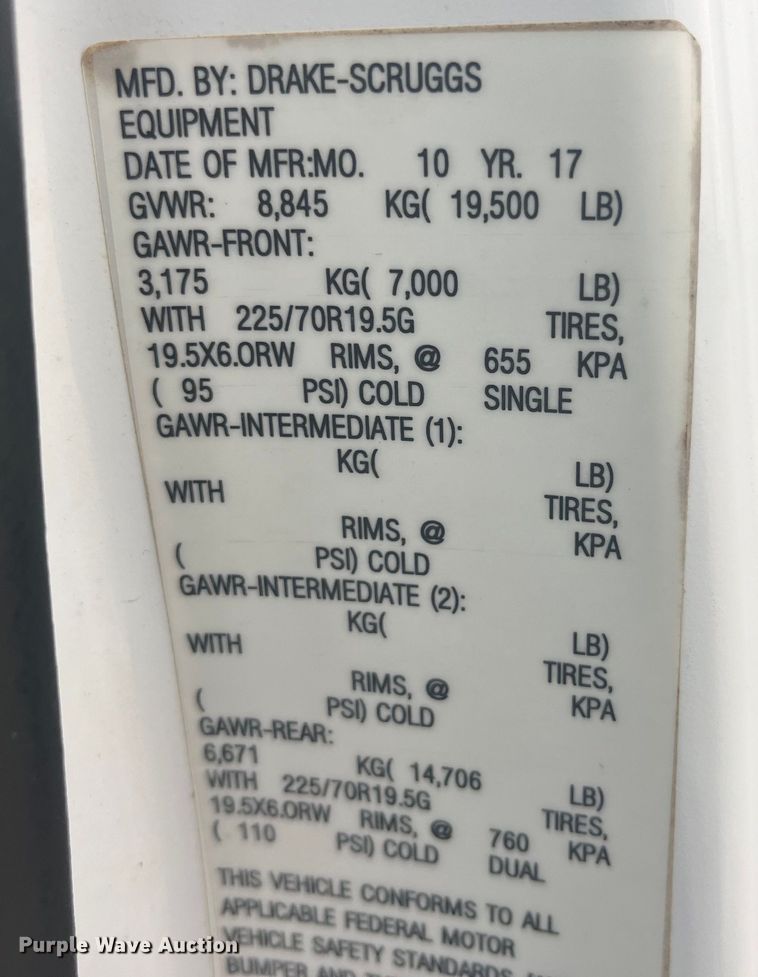 MFD. BY: DRAKE-SCRUGGS
EQUIPMENT
DATE OF MFR:MO. 10 YR. 17
GVWR: 8,845 KG( 19,500 LB)
GAWR-FRONT:
3,175 KG( 7,000 LB)
WITH 225/70R19.5G TIRES,
19.5X6.0RW RIMS, @ 655 KPA
( 95 PSI) COLD SINGLE
GAWR-INTERMEDIATE (1):
KG( LB)
WITH TIRES,
RIMS, @ KPA
( PSI) COLD
GAWR-INTERMEDIATE (2):
KG( LB)
WITH TIRES,
RIMS, @ KPA
( PSI) COLD
GAWR-REAR:
6,671 KG( 14,706 LB)
WITH 225/70R19.5G TIRES,
19.5X6.0RW RIMS, @ 760 KPA
( 110 PSI) COLD DUAL
THIS VEHICLE CONFORMS TO ALL
APPLICABLE FEDERAL MOTOR
VEHICLE SAFETY STANDARDS,
BUMPER AND
Purple Wave Auction